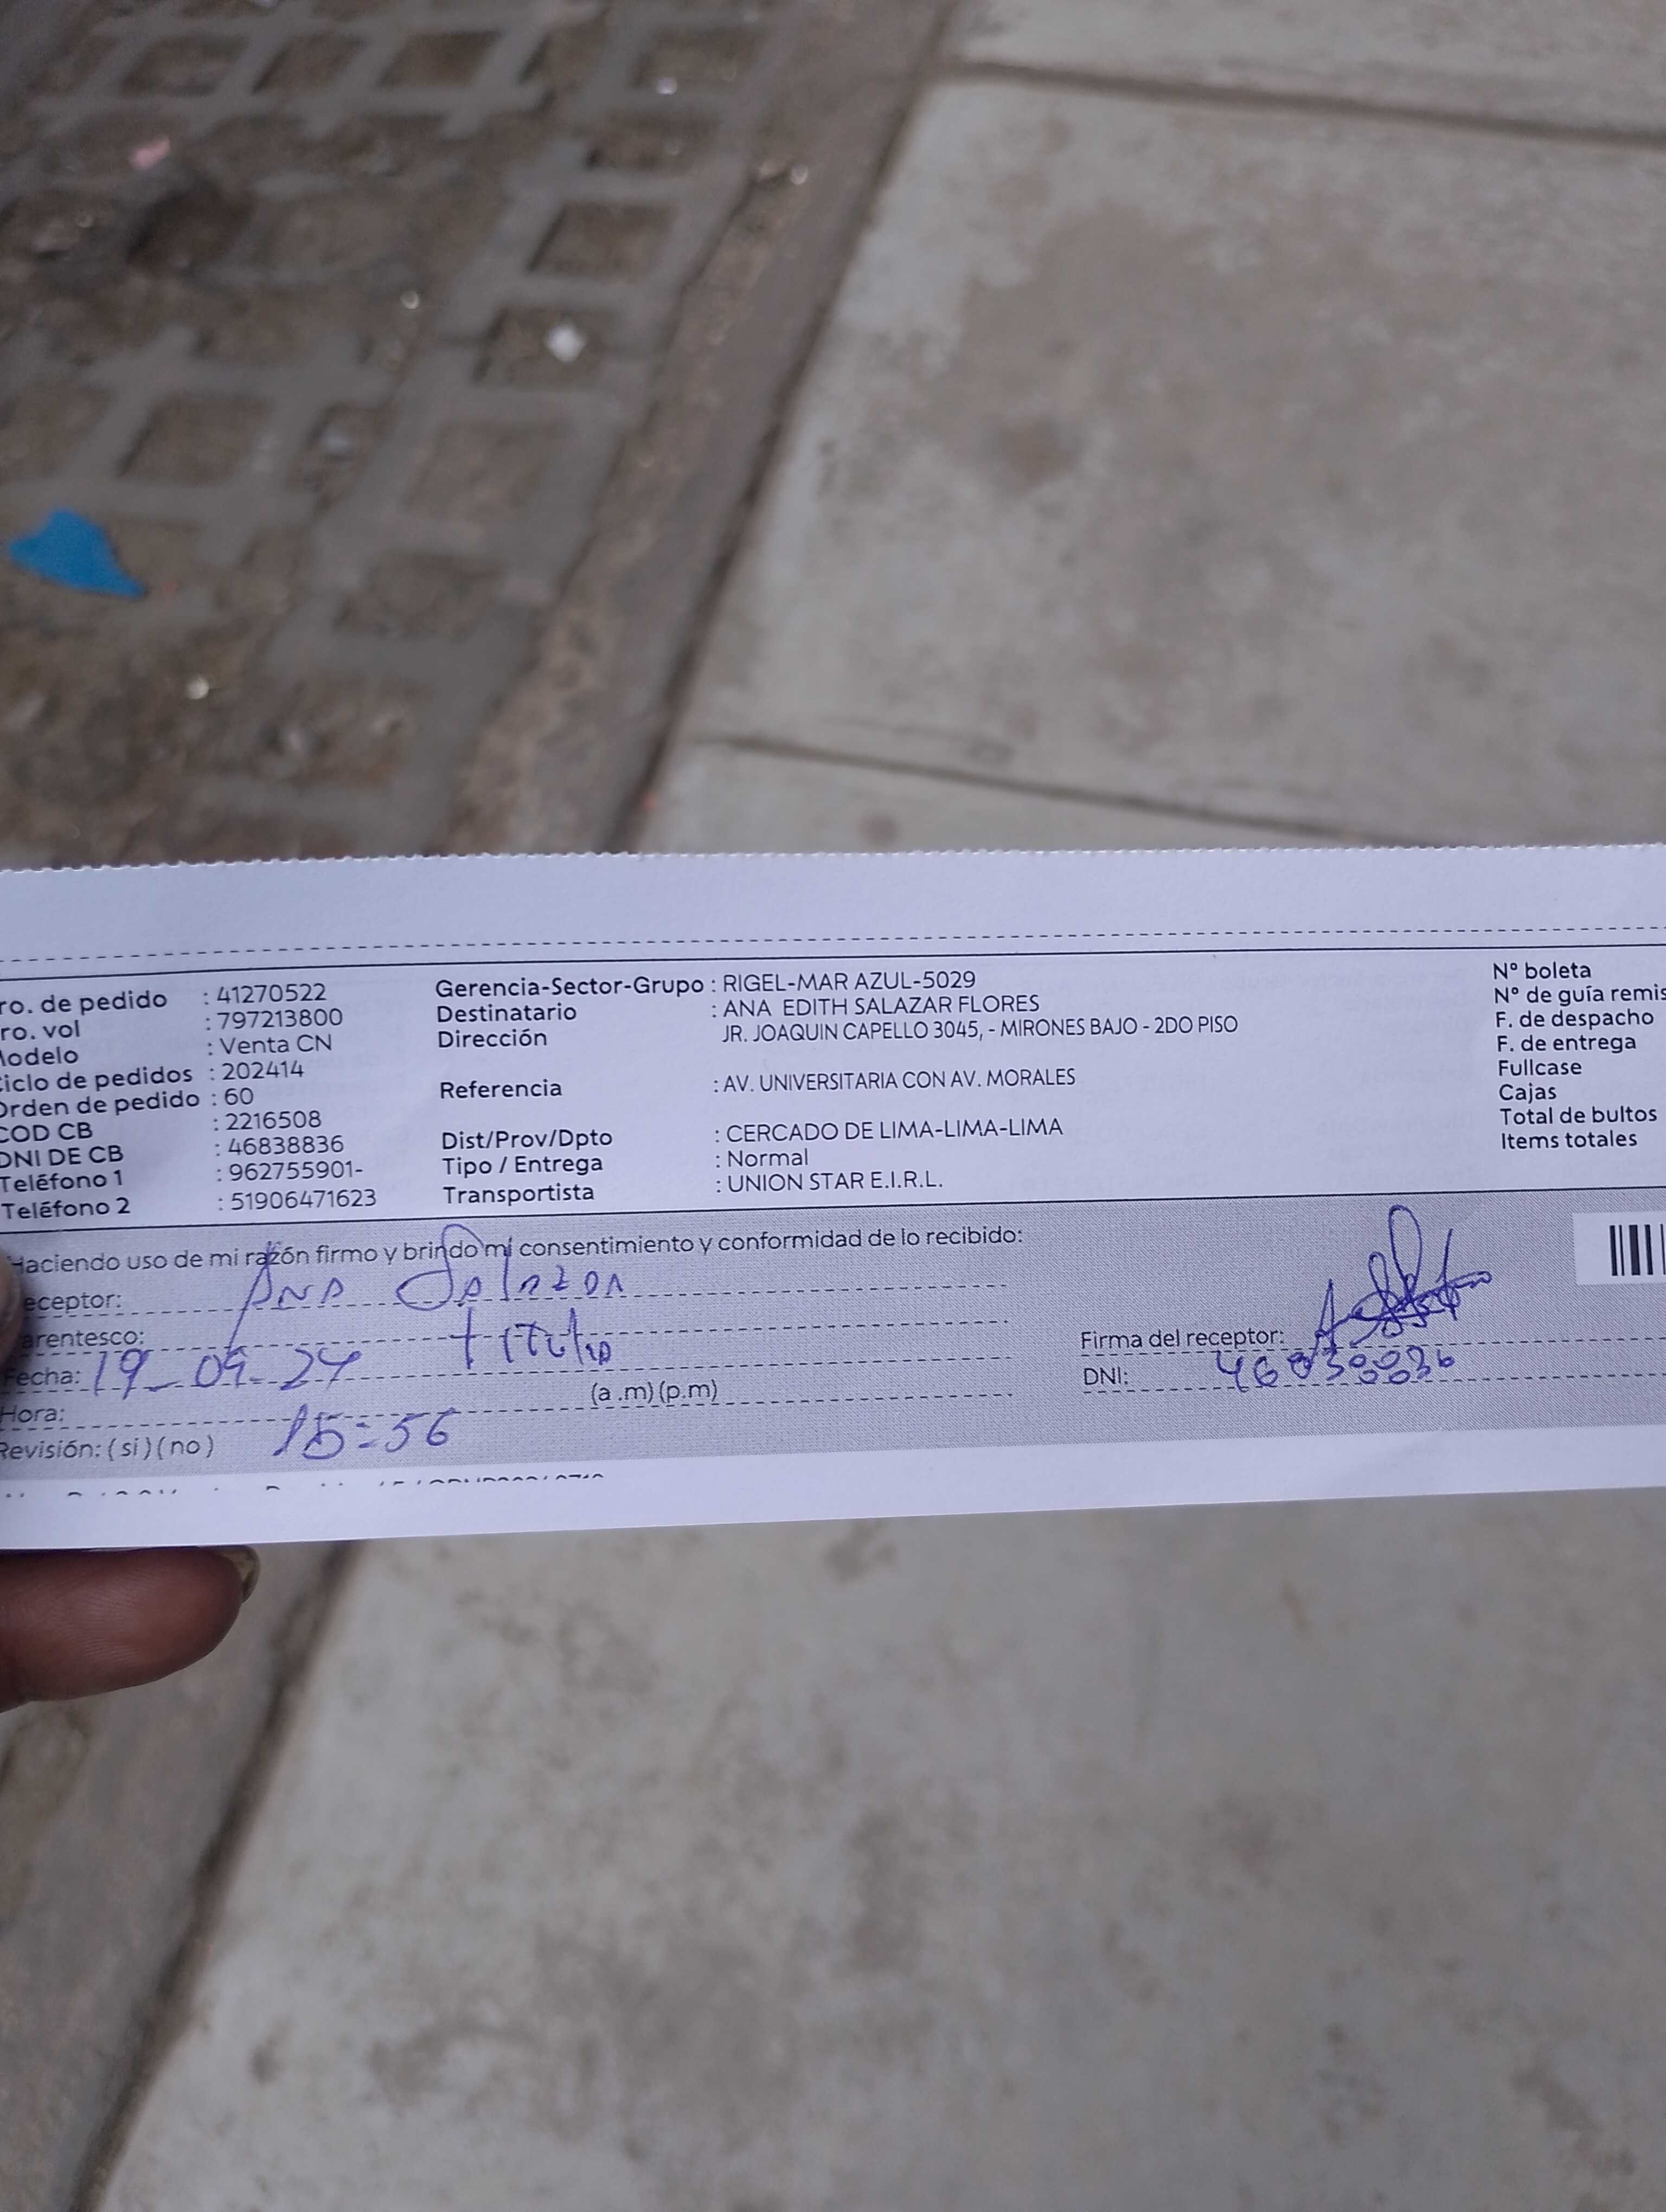 ro. de pedido : 41270522
ro. vol : 797213800
odelo : Venta CN
iclo de pedidos : 202414
Orden de pedido : 60
COD CB : 2216508
DNI DE CB : 46838836
Teléfono 1 : 962755901-
Teléfono 2 : 51906471623
Gerencia-Sector-Grupo : RIGEL-MAR AZUL-5029
Destinatario : ANA EDITH SALAZAR FLORES
Dirección JR. JOAQUIN CAPELLO 3045, - MIRONES BAJO - 2DO PISO
Referencia : AV. UNIVERSITARIA CON AV. MORALES
Dist/Prov/Dpto : CERCADO DE LIMA-LIMA-LIMA
Tipo / Entrega : Normal
Transportista : UNION STAR E.I.R.L.
N° boleta
N° de guía remis
F. de despacho
F. de entrega
Fullcase
Cajas
Total de bultos
Items totales
Haciendo uso de mi razón firmo y brindo mi consentimiento y conformidad de lo recibido:
eceptor: Ana Salazar
arentesco: titular
Fecha: 19-09-24
(a .m) (p.m)
Hora: 15:56
Revisión: ( si ) ( no )
Firma del receptor:
DNI: